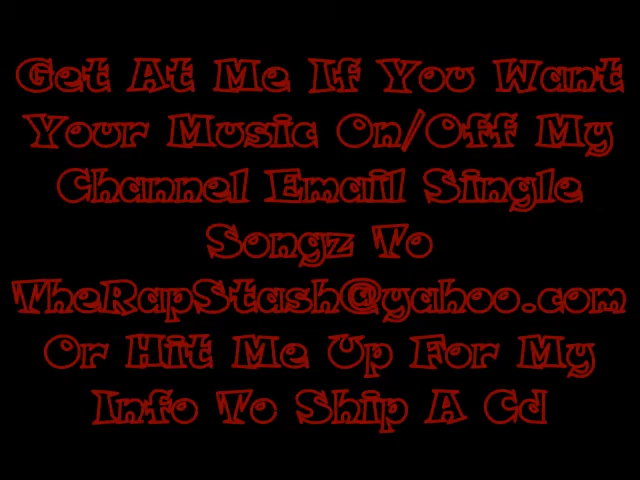 Get At Me If You Want
Your Music On/Off My
Channel Email Single
Songz To
TheRapStash@yahoo.com
Or Hit Me Up For My
Info To Ship A Cd